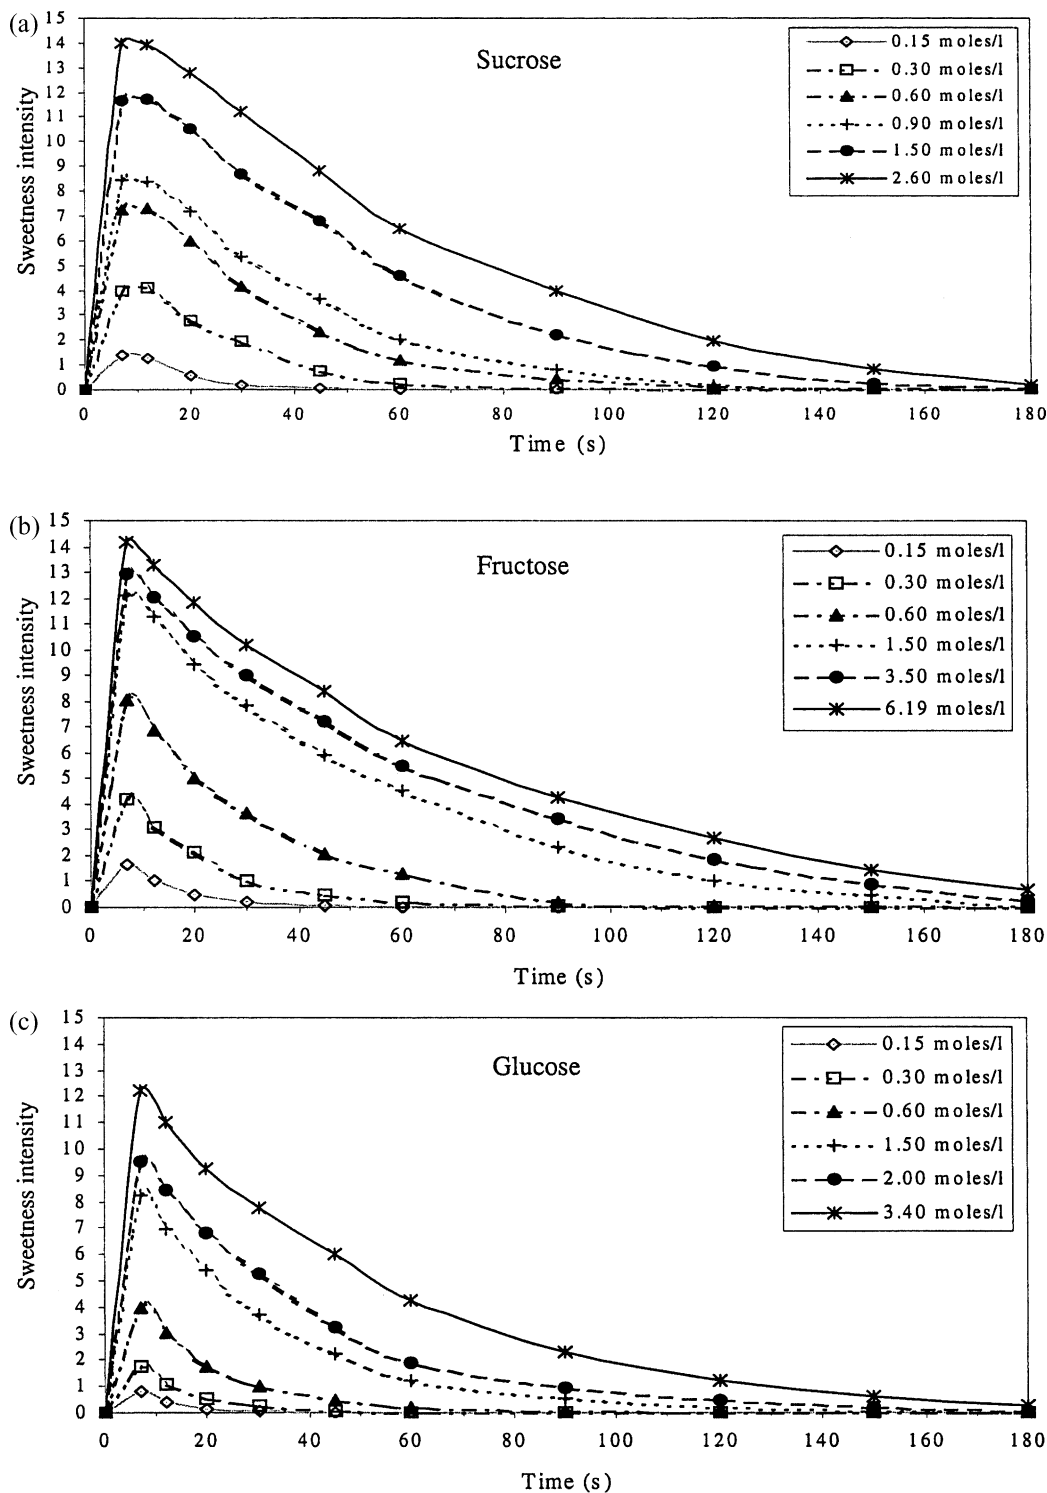 (a)
15
14
13
12
11
10
9
8
7
6
5
4
3
2
1
0
Sweetness intensity
Sucrose
0.15 moles/l
0.30 moles/l
0.60 moles/l
0.90 moles/l
1.50 moles/l
2.60 moles/l
0 20 40 60 80 100 120 140 160 180
Time (s)
(b)
15
14
13
12
11
10
9
8
7
6
5
4
3
2
1
0
Sweetness intensity
Fructose
0.15 moles/l
0.30 moles/l
0.60 moles/l
1.50 moles/l
3.50 moles/l
6.19 moles/l
0 20 40 60 80 100 120 140 160 180
Time (s)
(c)
15
14
13
12
11
10
9
8
7
6
5
4
3
2
1
0
Sweetness intensity
Glucose
0.15 moles/l
0.30 moles/l
0.60 moles/l
1.50 moles/l
2.00 moles/l
3.40 moles/l
0 20 40 60 80 100 120 140 160 180
Time (s)